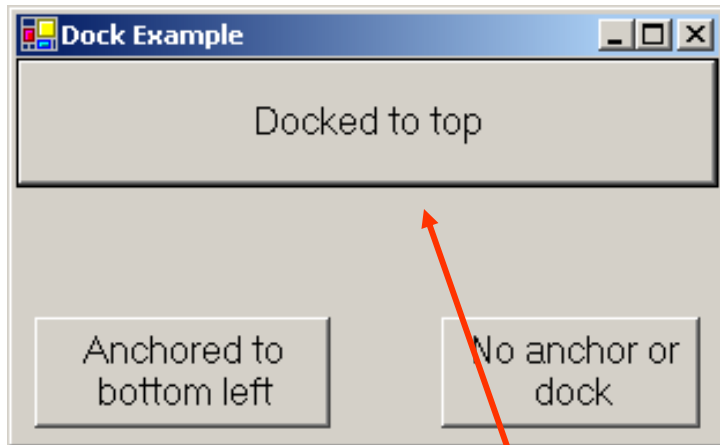 Dock Example
Docked to top
Anchored to
bottom left
No anchor or
dock